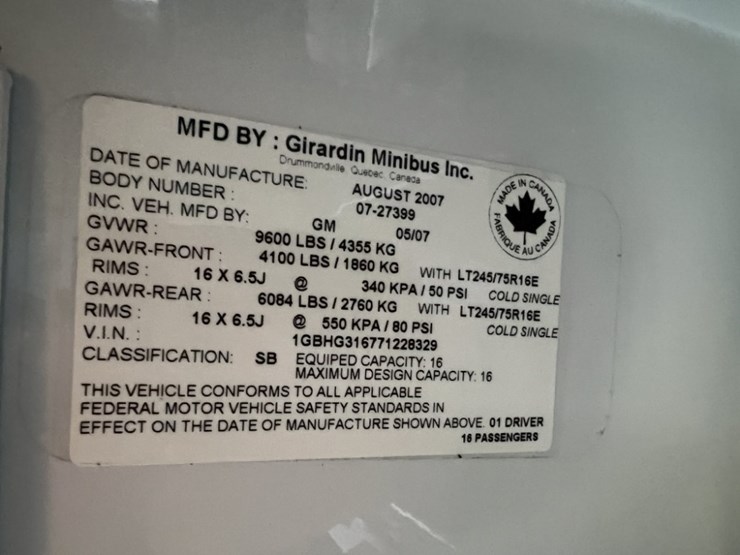 MFD BY : Girardin Minibus Inc.
Drummondville Quebec Canada
DATE OF MANUFACTURE: AUGUST 2007
BODY NUMBER : 07-27399
INC. VEH. MFD BY: GM 05/07
GVWR : 9600 LBS / 4355 KG
GAWR-FRONT : 4100 LBS / 1860 KG WITH LT245/75R16E
RIMS : 16 X 6.5J @ 340 KPA / 50 PSI COLD SINGLE
GAWR-REAR : 6084 LBS / 2760 KG WITH LT245/75R16E
RIMS : 16 X 6.5J @ 550 KPA / 80 PSI COLD SINGLE
V.I.N. : 1GBHG316771228329
CLASSIFICATION: SB EQUIPED CAPACITY: 16
MAXIMUM DESIGN CAPACITY: 16
THIS VEHICLE CONFORMS TO ALL APPLICABLE
FEDERAL MOTOR VEHICLE SAFETY STANDARDS IN
EFFECT ON THE DATE OF MANUFACTURE SHOWN ABOVE. 01 DRIVER
16 PASSENGERS
MADE IN CANADA
FABRIQUÉ AU CANADA